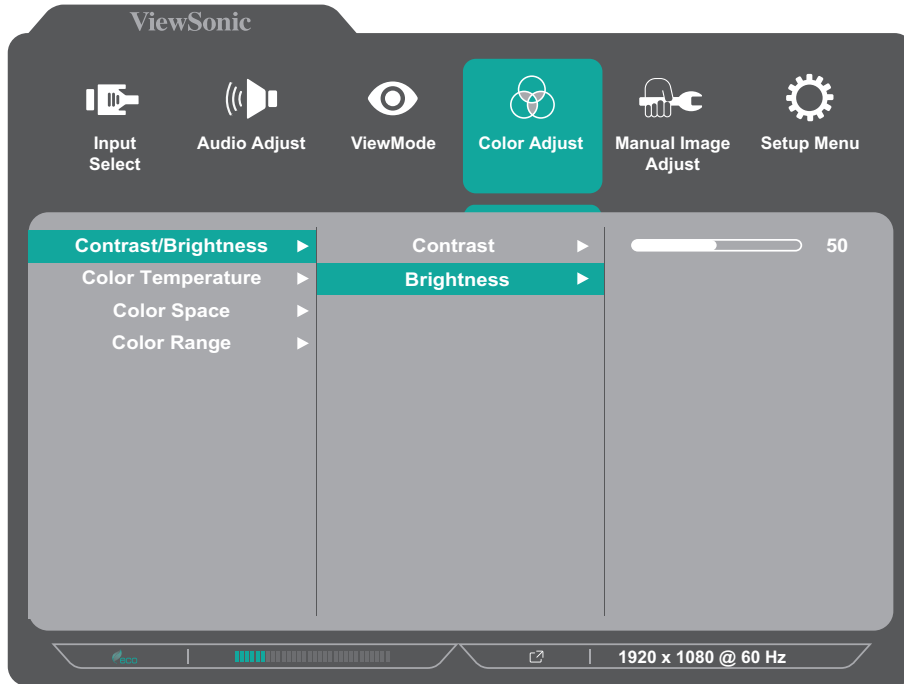 ViewSonic
Input
Select
Audio Adjust
ViewMode
Color Adjust
Manual Image
Adjust
Setup Menu
Contrast/Brightness
Contrast
50
Color Temperature
Brightness
Color Space
Color Range
eco
1920 x 1080 @ 60 Hz